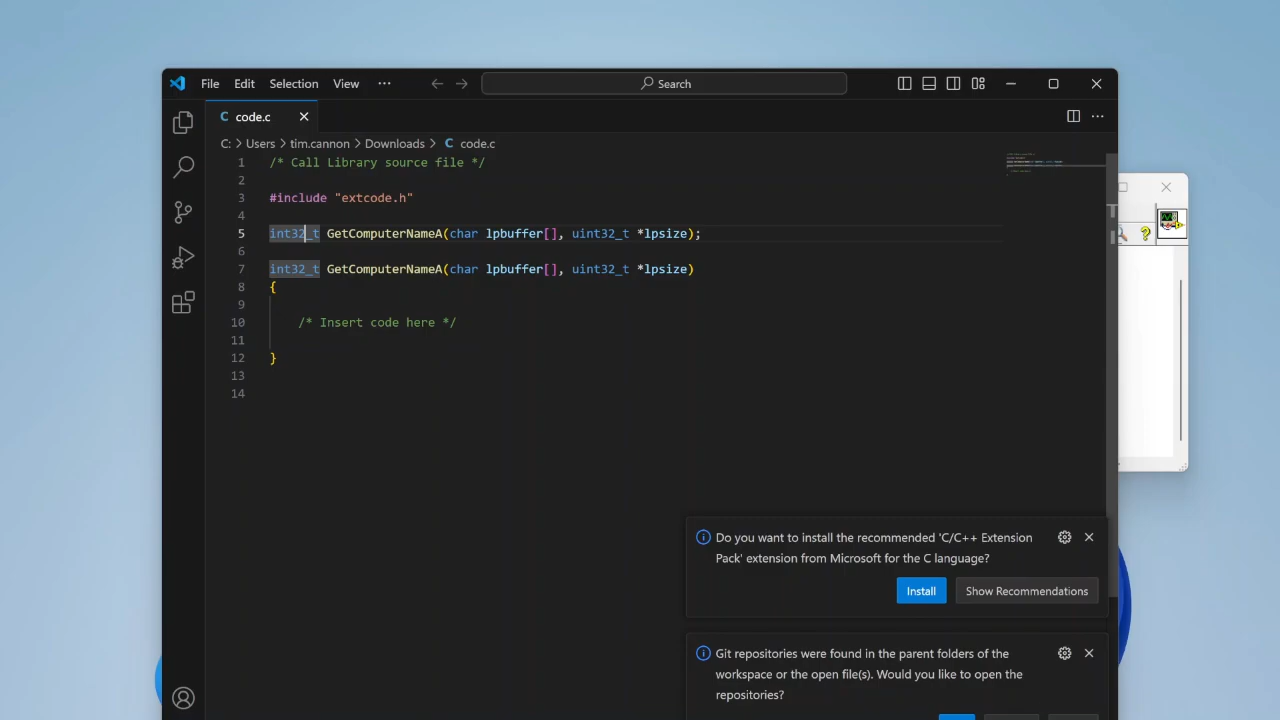 File Edit Selection View ··· Search
code.c
C: > Users > tim.cannon > Downloads > C code.c
1 /* Call Library source file */
2
3 #include "extcode.h"
4
5 int32_t GetComputerNameA(char lpbuffer[], uint32_t *lpsize);
6
7 int32_t GetComputerNameA(char lpbuffer[], uint32_t *lpsize)
8 {
9
10 /* Insert code here */
11
12 }
13
14
Do you want to install the recommended 'C/C++ Extension
Pack' extension from Microsoft for the C language?
Install Show Recommendations
Git repositories were found in the parent folders of the
workspace or the open file(s). Would you like to open the
repositories?